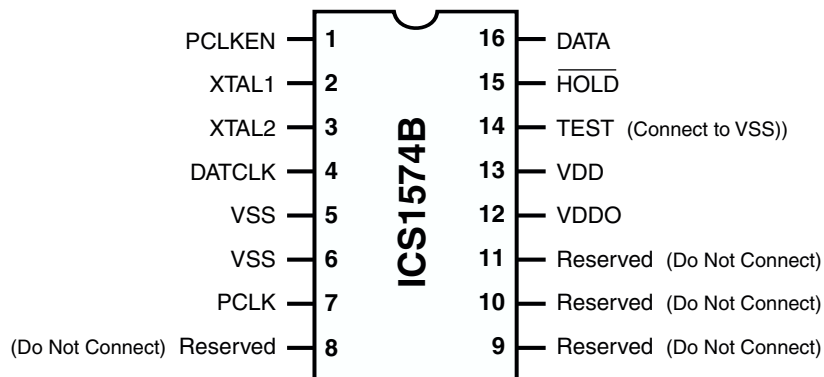 PCLKEN 1 16 DATA
XTAL1 2 15 HOLD
XTAL2 3 14 TEST (Connect to VSS))
DATCLK 4 13 VDD
VSS 5 12 VDDO
VSS 6 11 Reserved (Do Not Connect)
PCLK 7 10 Reserved (Do Not Connect)
(Do Not Connect) Reserved 8 9 Reserved (Do Not Connect)
ICS1574B